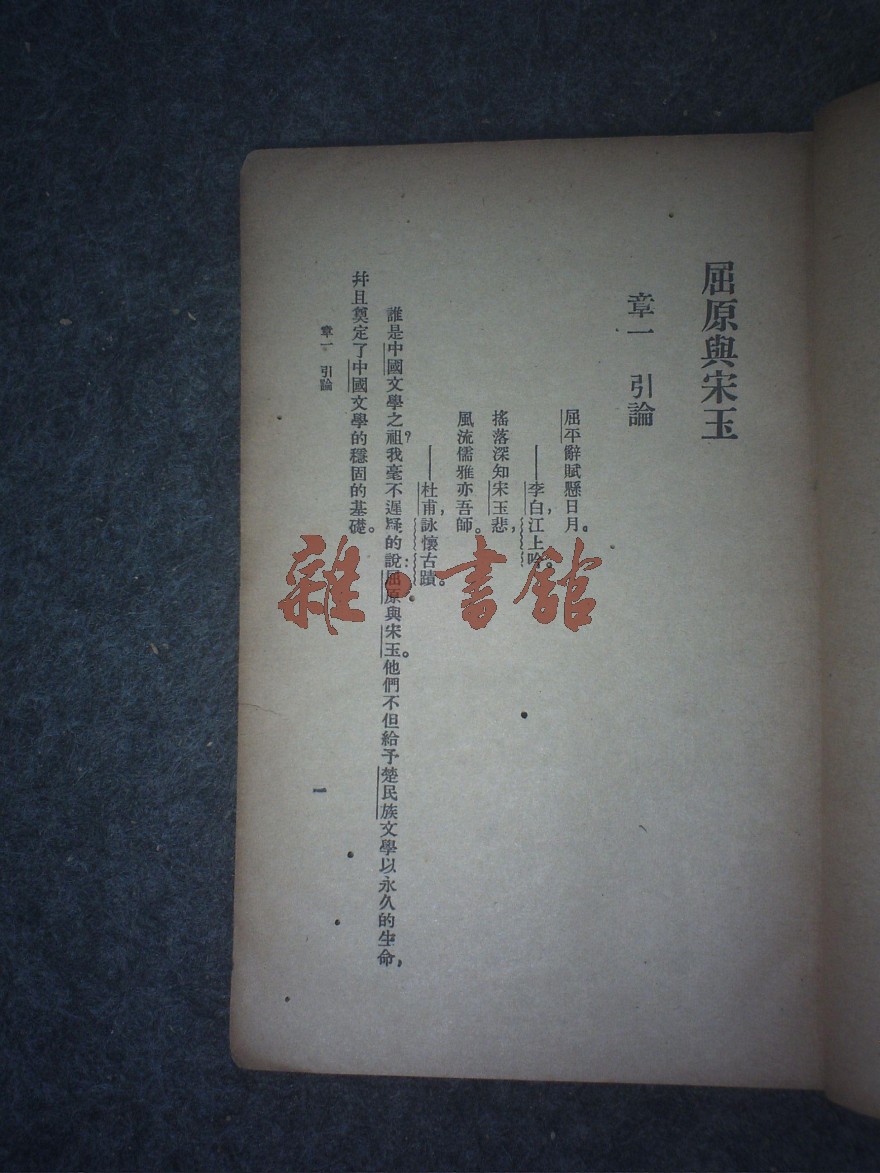 屈原與宋玉
章一 引論
屈平辭賦懸日月。
——李白，江上吟。
搖落深知宋玉悲，
風流儒雅亦吾師。
——杜甫，詠懷古蹟。
誰是中國文學之祖？我毫不遲疑的說：屈原與宋玉。他們不但給予楚民族文學以永久的生命，
幷且奠定了中國文學的穩固的基礎。
章一 引論
一
雜·書館